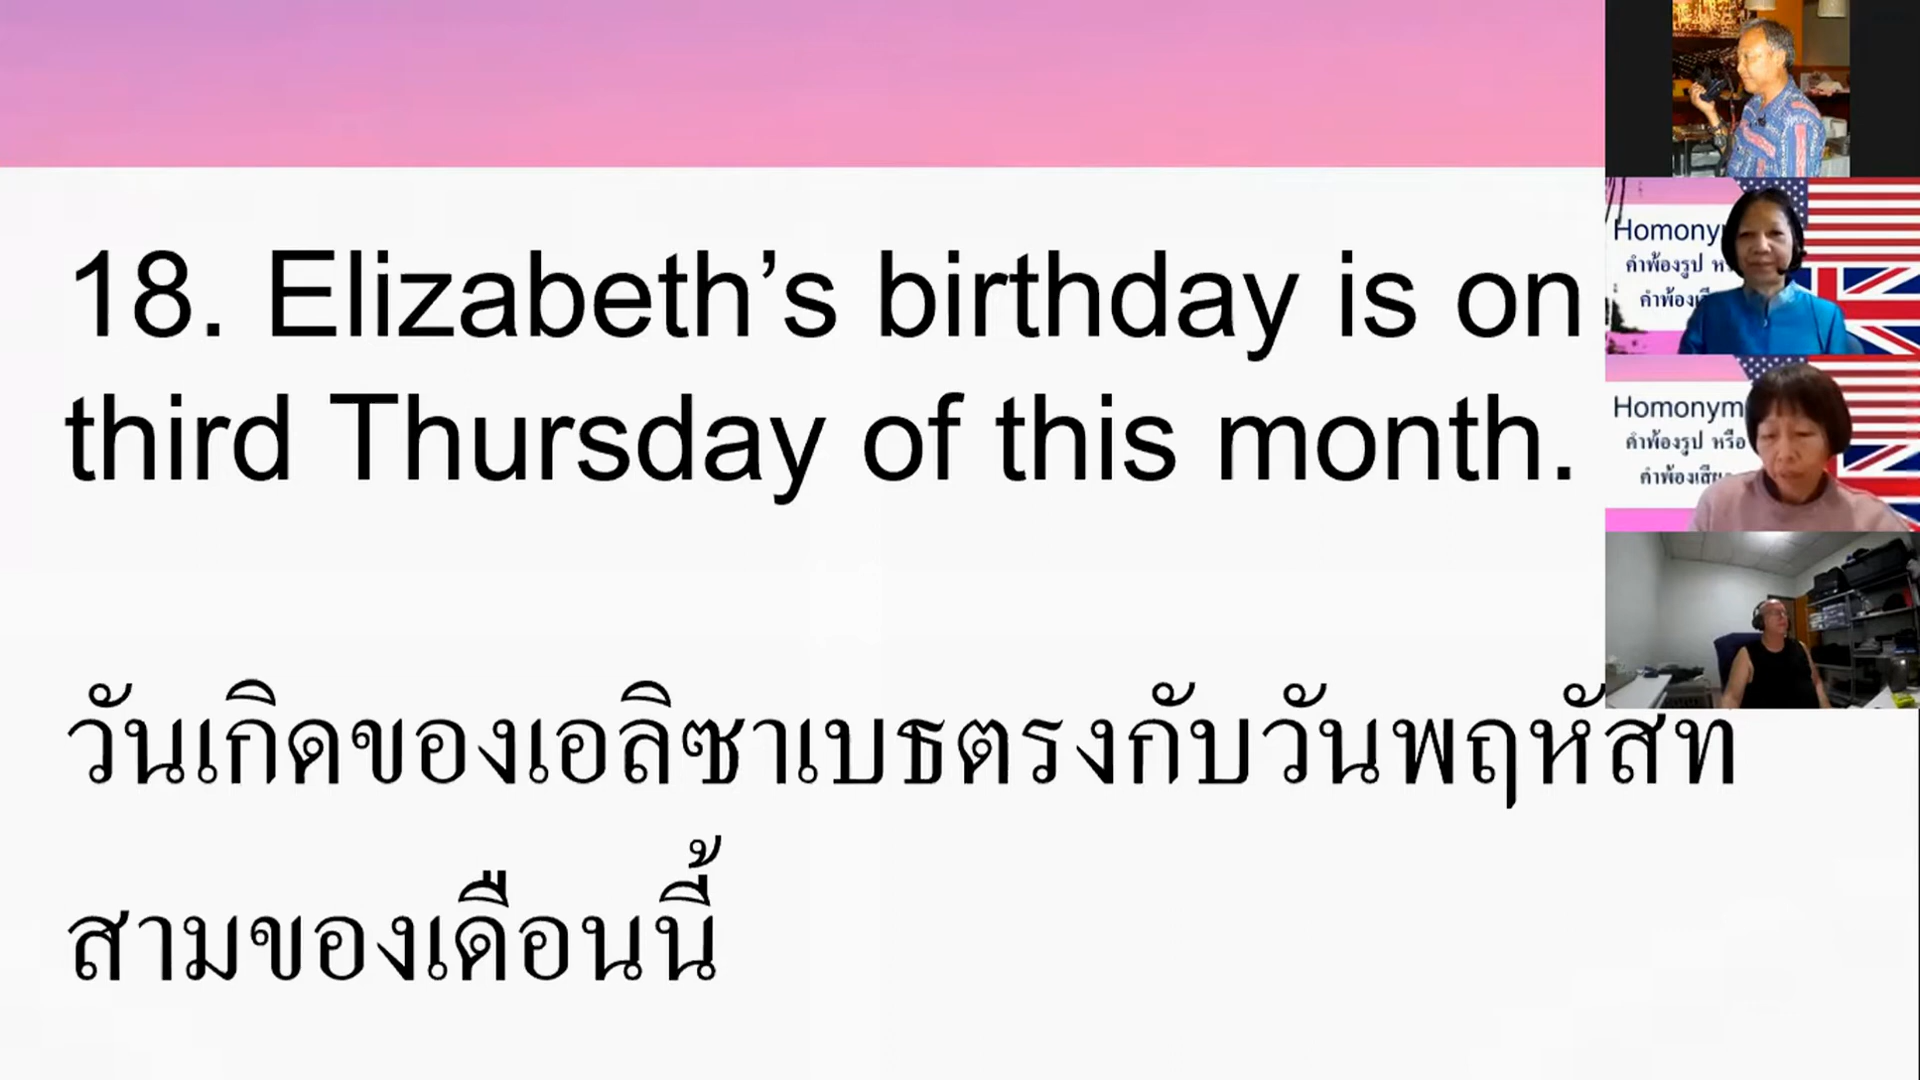 18. Elizabeth’s birthday is on
third Thursday of this month.
วันเกิดของเอลิซาเบธตรงกับวันพฤหัสท
สามของเดือนนี้
คำพ้องรูป
Homonym
คำพ้องรูป หรือ